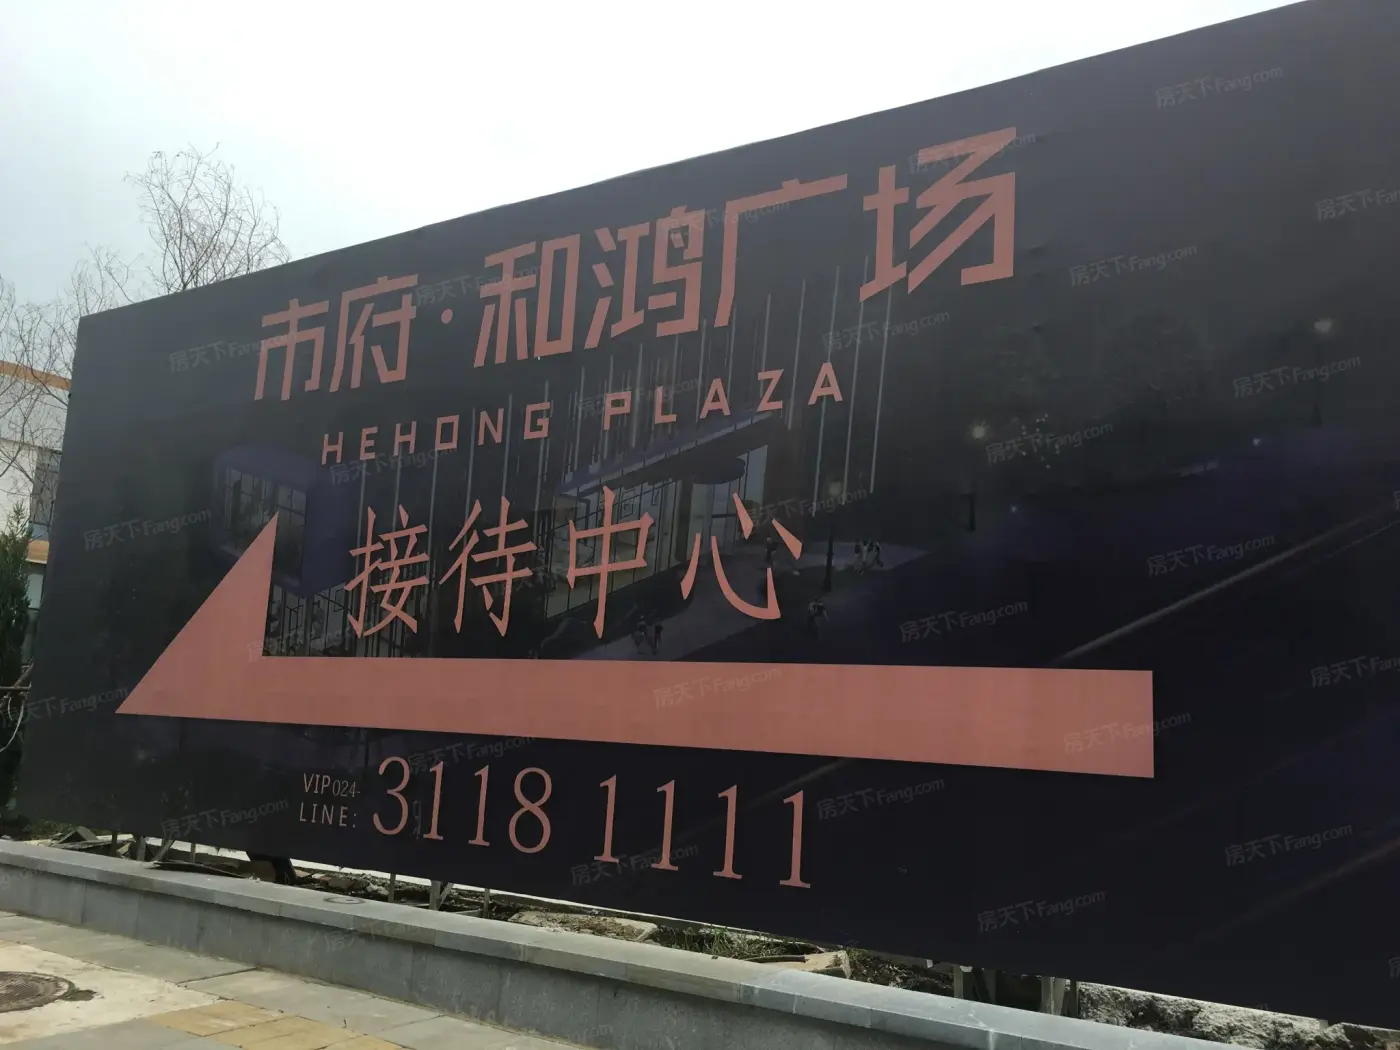 市府·和鸿广场
HEHONG PLAZA
接待中心
VIP 024-
LINE: 3118 1111
房天下Fang.com